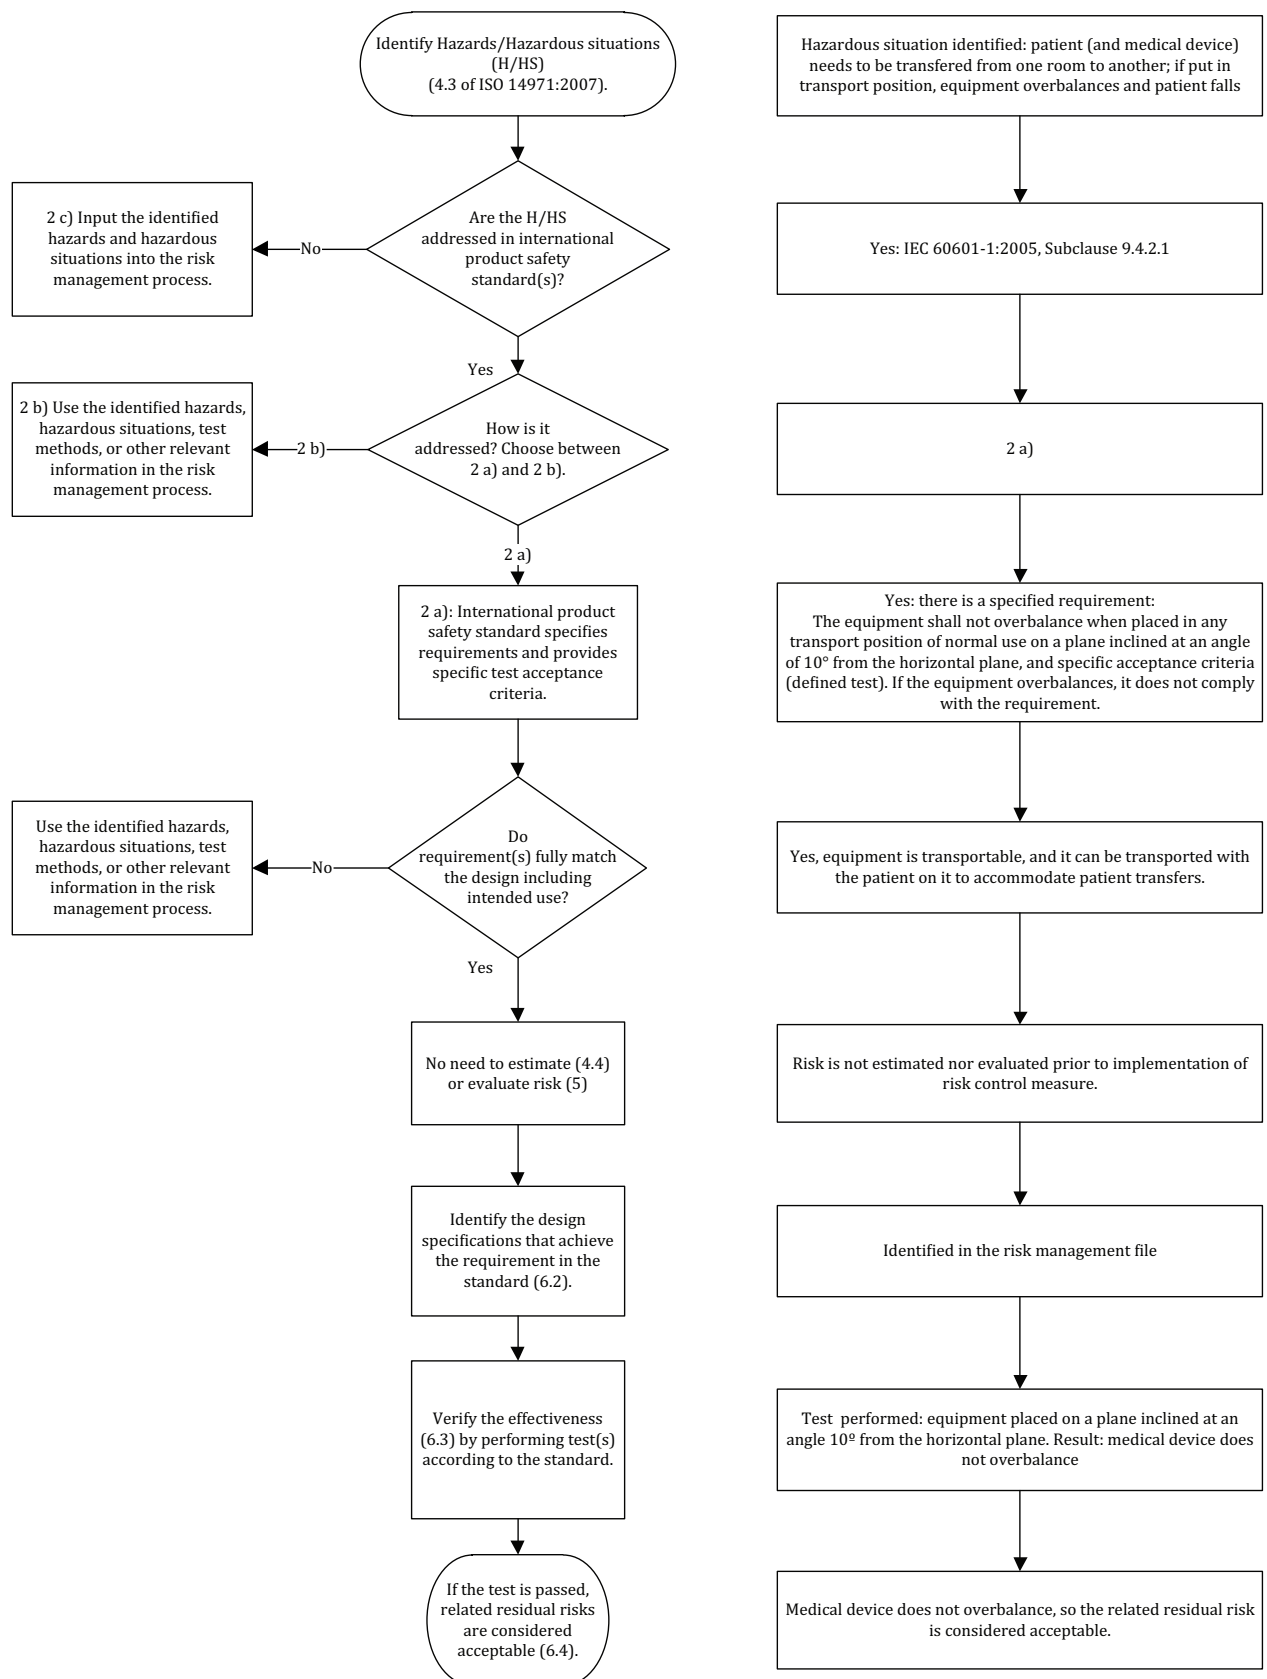 Identify Hazards/Hazardous situations
(H/HS)
(4.3 of ISO 14971:2007).
Are the H/HS
addressed in international
product safety
standard(s)?
No
2 c) Input the identified
hazards and hazardous
situations into the risk
management process.
Yes
How is it
addressed? Choose between
2 a) and 2 b).
2 b)
2 b) Use the identified hazards,
hazardous situations, test
methods, or other relevant
information in the risk
management process.
2 a)
2 a): International product
safety standard specifies
requirements and provides
specific test acceptance
criteria.
Do
requirement(s) fully match
the design including
intended use?
No
Use the identified hazards,
hazardous situations, test
methods, or other relevant
information in the risk
management process.
Yes
No need to estimate (4.4)
or evaluate risk (5)
Identify the design
specifications that achieve
the requirement in the
standard (6.2).
Verify the effectiveness
(6.3) by performing test(s)
according to the standard.
If the test is passed,
related residual risks
are considered
acceptable (6.4).
Hazardous situation identified: patient (and medical device)
needs to be transfered from one room to another; if put in
transport position, equipment overbalances and patient falls
Yes: IEC 60601-1:2005, Subclause 9.4.2.1
2 a)
Yes: there is a specified requirement:
The equipment shall not overbalance when placed in any
transport position of normal use on a plane inclined at an angle
of 10° from the horizontal plane, and specific acceptance criteria
(defined test). If the equipment overbalances, it does not comply
with the requirement.
Yes, equipment is transportable, and it can be transported with
the patient on it to accommodate patient transfers.
Risk is not estimated nor evaluated prior to implementation of
risk control measure.
Identified in the risk management file
Test performed: equipment placed on a plane inclined at an
angle 10º from the horizontal plane. Result: medical device does
not overbalance
Medical device does not overbalance, so the related residual risk
is considered acceptable.